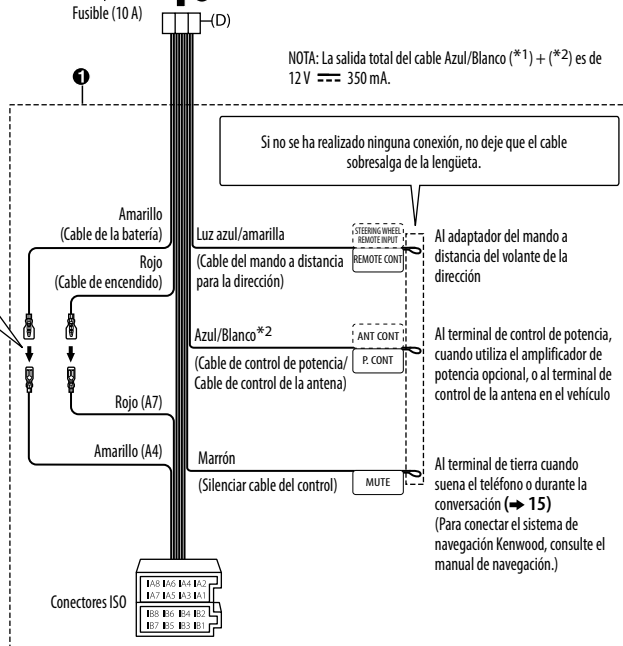 Fusible (10 A)
(D)
NOTA: La salida total del cable Azul/Blanco (*1) + (*2) es de
12 V ⎓ 350 mA.
❶
Si no se ha realizado ninguna conexión, no deje que el cable
sobresalga de la lengüeta.
Amarillo
(Cable de la batería)
Rojo
(Cable de encendido)
Luz azul/amarilla
(Cable del mando a distancia
para la dirección)
STEERING WHEEL
REMOTE INPUT
REMOTE CONT
Al adaptador del mando a
distancia del volante de la
dirección
Azul/Blanco*2
(Cable de control de potencia/
Cable de control de la antena)
ANT CONT
P. CONT
Al terminal de control de potencia,
cuando utiliza el amplificador de
potencia opcional, o al terminal de
control de la antena en el vehículo
Rojo (A7)
Amarillo (A4)
Marrón
(Silenciar cable del control)
MUTE
Al terminal de tierra cuando
suena el teléfono o durante la
conversación (➜ 15)
(Para conectar el sistema de
navegación Kenwood, consulte el
manual de navegación.)
Conectores ISO
A8 A6 A4 A2
A7 A5 A3 A1
B8 B6 B4 B2
B7 B5 B3 B1